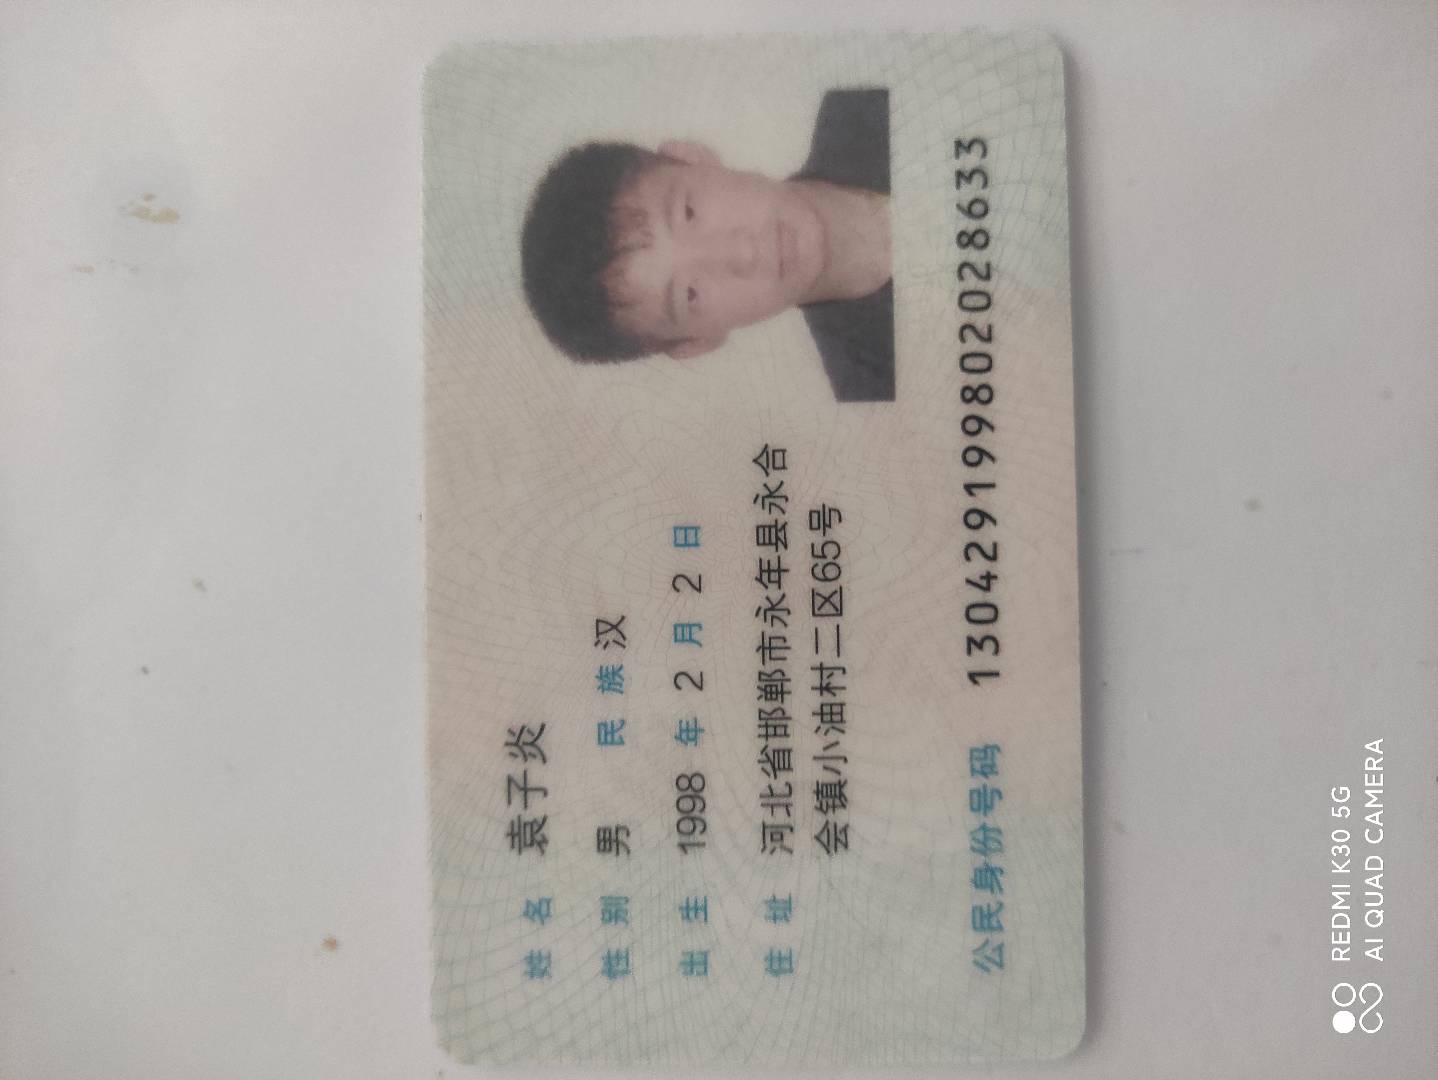 姓名 袁子炎
性别 男 民族 汉
出生 1998 年 2 月 2 日
住址 河北省邯郸市永年县永合
会镇小油村二区65号
公民身份号码 130429199802028633
REDMI K30 5G
AI QUAD CAMERA